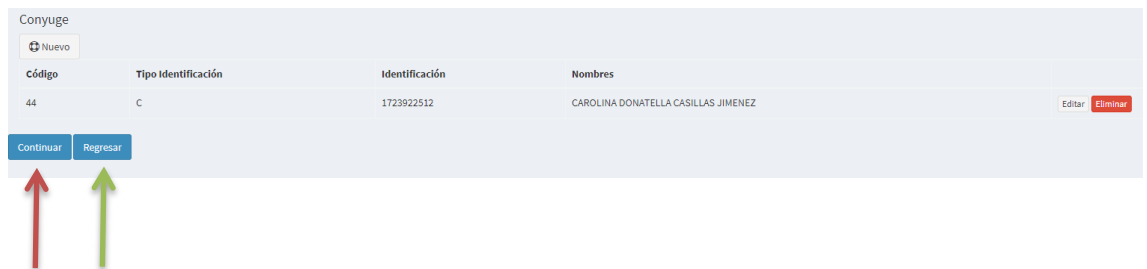 Conyuge
Nuevo
Código Tipo Identificación Identificación Nombres
44 C 1723922512 CAROLINA DONATELLA CASILLAS JIMENEZ Editar Eliminar
Continuar Regresar